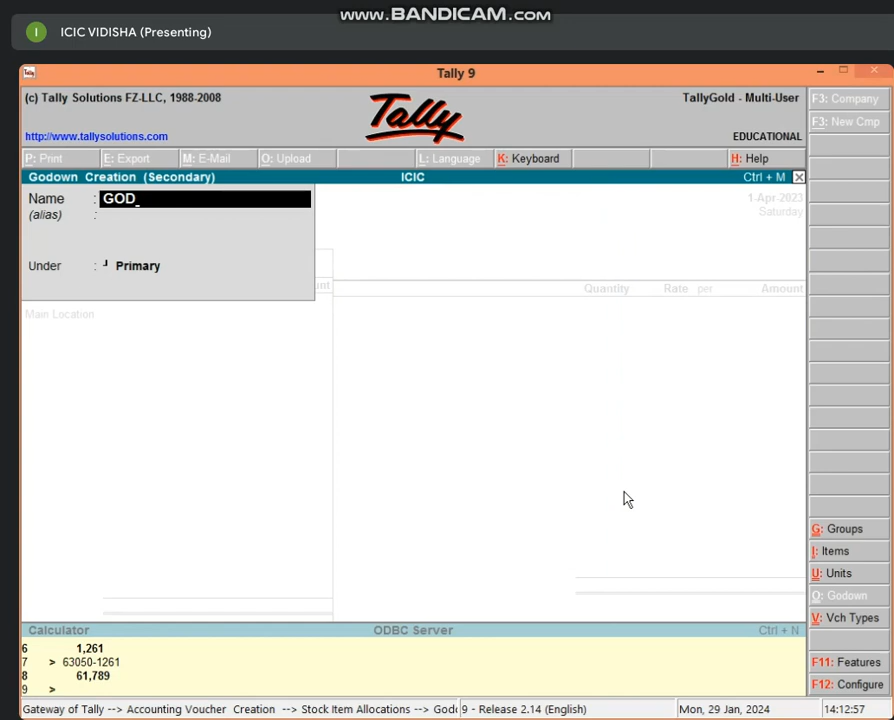 www.BANDICAM.com
I ICIC VIDISHA (Presenting)
Tally Tally 9
(c) Tally Solutions FZ-LLC, 1988-2008 Tally TallyGold - Multi-User
http://www.tallysolutions.com EDUCATIONAL
F3: Company
F3: New Cmp
P: Print E: Export M: E-Mail O: Upload L: Language K: Keyboard H: Help
Godown Creation (Secondary) ICIC Ctrl + M
Name : GOD_ 1-Apr-2023
(alias) : Saturday
Under : ┘ Primary
Quantity Rate per Amount
Main Location
G: Groups
I: Items
U: Units
O: Godown
V: Vch Types
F11: Features
F12: Configure
Calculator ODBC Server Ctrl + N
6 1,261
7 > 63050-1261
8 61,789
9 >
Gateway of Tally --> Accounting Voucher Creation --> Stock Item Allocations --> 9 - Release 2.14 (English) Mon, 29 Jan, 2024 14:12:57